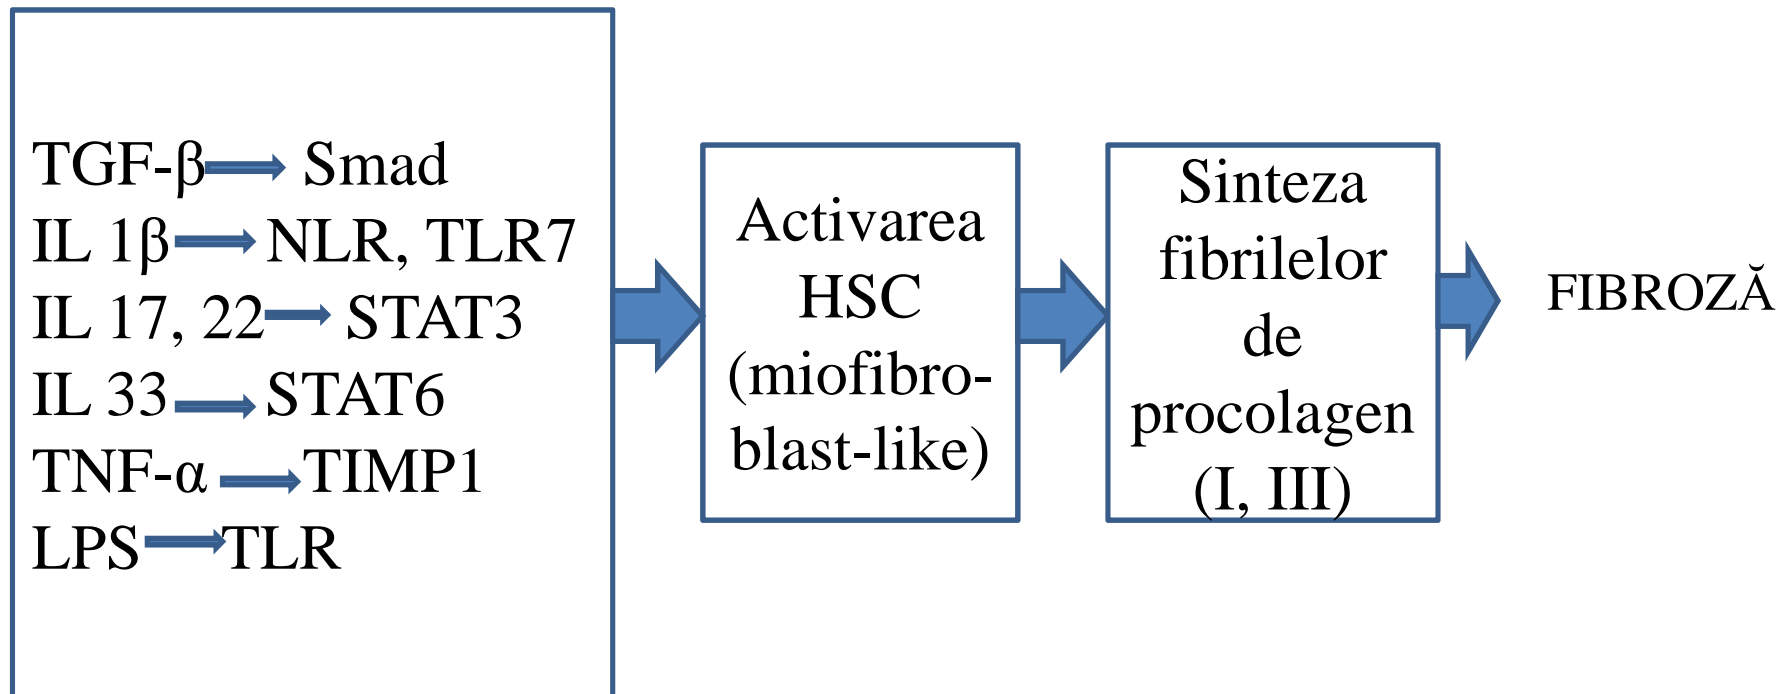 TGF-β → Smad
IL 1β → NLR, TLR7
IL 17, 22 → STAT3
IL 33 → STAT6
TNF-α → TIMP1
LPS → TLR
Activarea
HSC
(miofibro-
blast-like)
Sinteza
fibrilelor
de
procolagen
(I, III)
FIBROZĂ